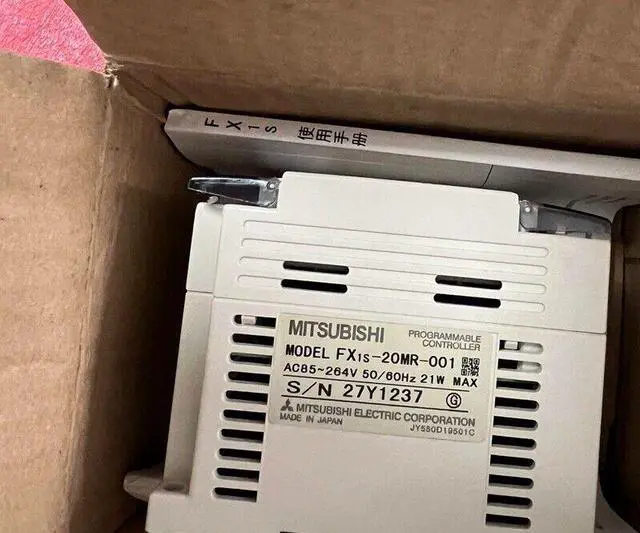 FX1S 使用手册
MITSUBISHI
PROGRAMMABLE
CONTROLLER
MODEL FX1S-20MR-001
AC85~264V 50/60Hz 21W MAX
S/N 27Y1237 G
MITSUBISHI ELECTRIC CORPORATION
MADE IN JAPAN
JY580D19501C